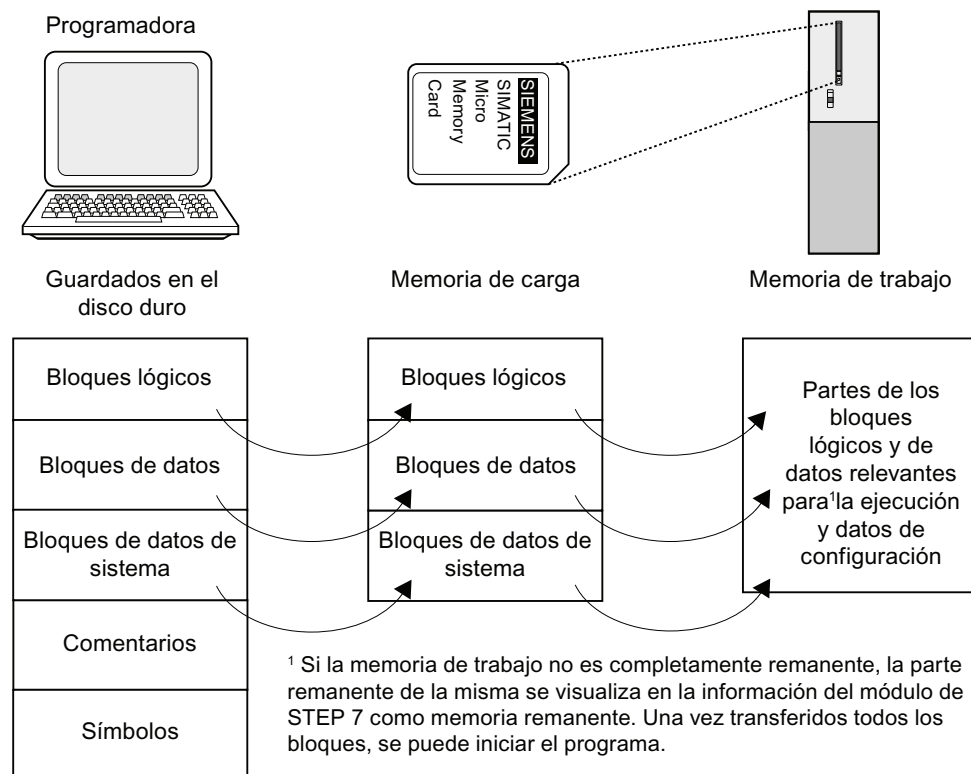 Programadora
SIEMENS
SIMATIC
Micro
Memory
Card
Guardados en el
disco duro
Memoria de carga
Memoria de trabajo
Bloques lógicos
Bloques de datos
Bloques de datos de
sistema
Comentarios
Símbolos
Bloques lógicos
Bloques de datos
Bloques de datos de
sistema
Partes de los
bloques
lógicos y de
datos relevantes
para¹la ejecución
y datos de
configuración
¹ Si la memoria de trabajo no es completamente remanente, la parte
remanente de la misma se visualiza en la información del módulo de
STEP 7 como memoria remanente. Una vez transferidos todos los
bloques, se puede iniciar el programa.